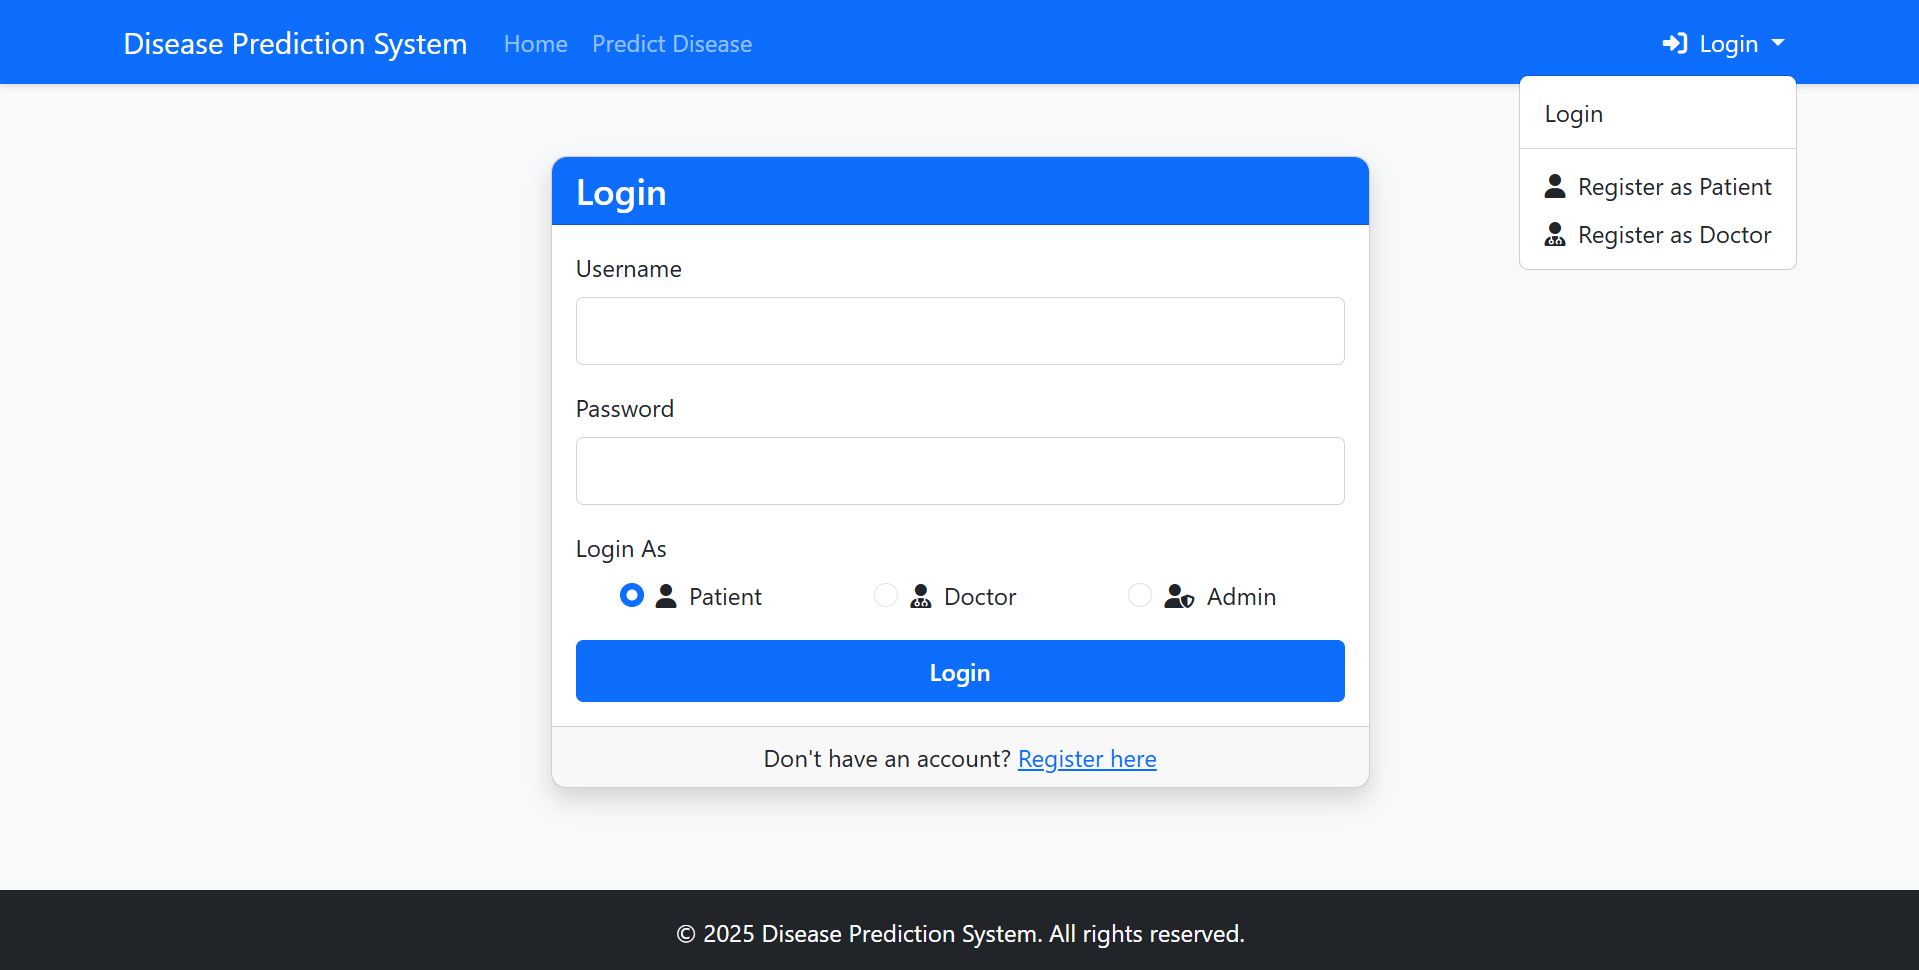 Disease Prediction System Home Predict Disease Login
Login
Register as Patient
Register as Doctor
Login
Username
Password
Login As
Patient Doctor Admin
Login
Don't have an account? Register here
© 2025 Disease Prediction System. All rights reserved.